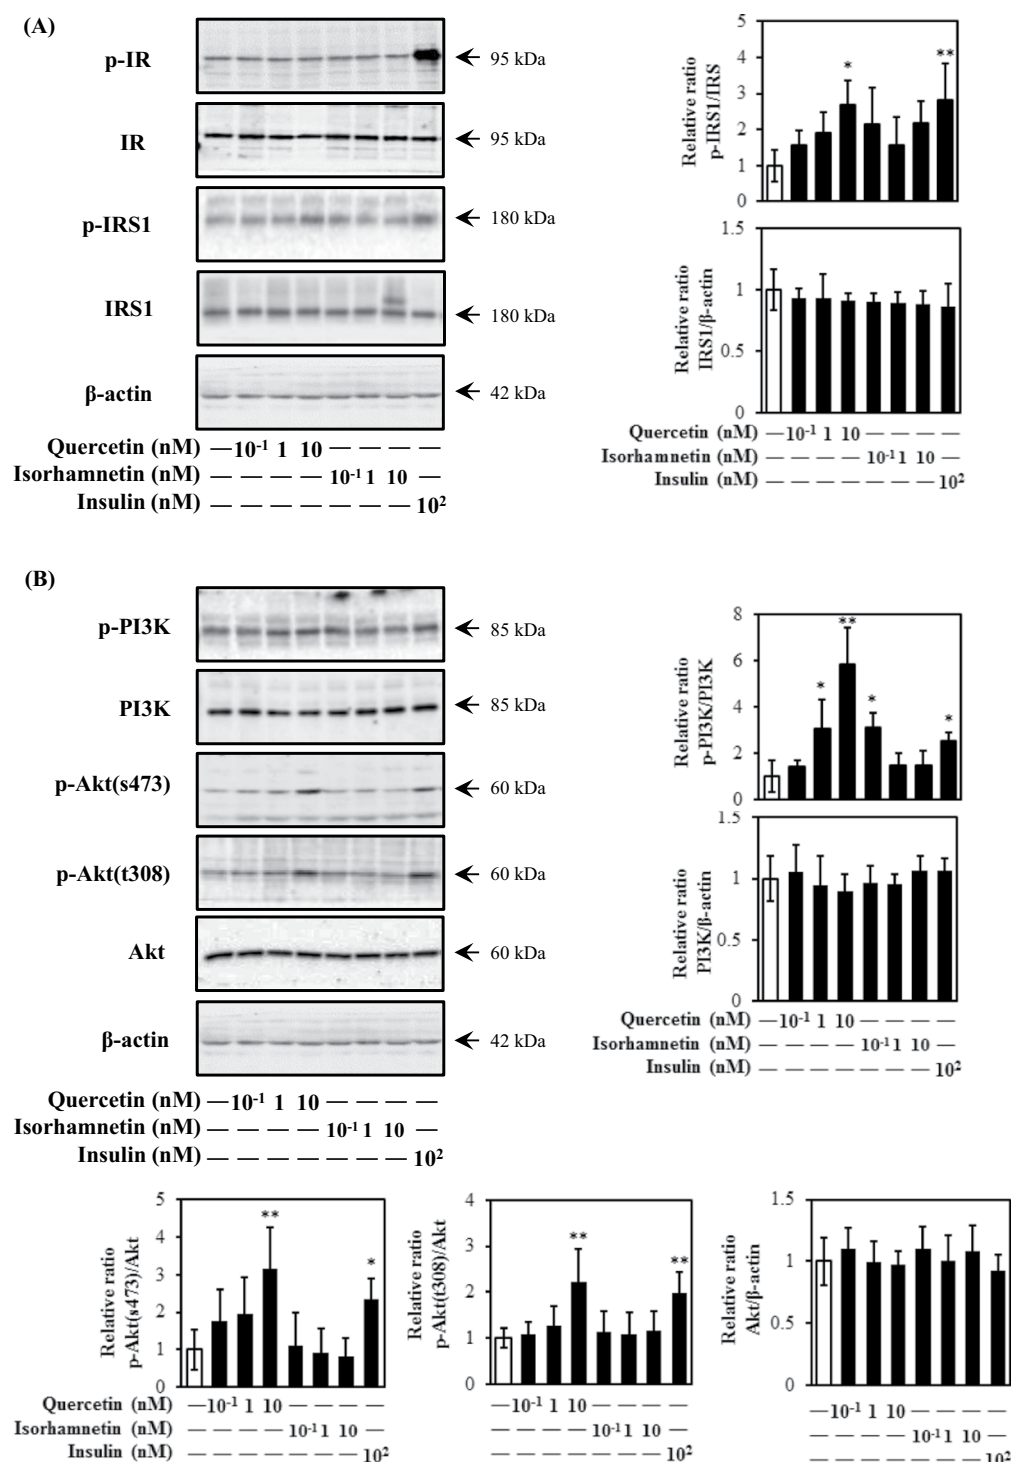 (A)
p-IR
95 kDa
IR
95 kDa
p-IRS1
180 kDa
IRS1
180 kDa
β-actin
42 kDa
Quercetin (nM) — 10⁻¹ 1 10 — — — —
Isorhamnetin (nM) — — — — 10⁻¹ 1 10 —
Insulin (nM) — — — — — — — 10²
Relative ratio
p-IRS1/IRS
5
4
3
2
1
0
*
**
Relative ratio
IRS1/β-actin
1.5
1
0.5
0
Quercetin (nM) — 10⁻¹ 1 10 — — — —
Isorhamnetin (nM) — — — — 10⁻¹ 1 10 —
Insulin (nM) — — — — — — — 10²
(B)
p-PI3K
85 kDa
PI3K
85 kDa
p-Akt(s473)
60 kDa
p-Akt(t308)
60 kDa
Akt
60 kDa
β-actin
42 kDa
Quercetin (nM) — 10⁻¹ 1 10 — — — —
Isorhamnetin (nM) — — — — 10⁻¹ 1 10 —
Insulin (nM) — — — — — — — 10²
Relative ratio
p-PI3K/PI3K
8
6
4
2
0
*
**
*
*
Relative ratio
PI3K/β-actin
1.5
1
0.5
0
Quercetin (nM) — 10⁻¹ 1 10 — — — —
Isorhamnetin (nM) — — — — 10⁻¹ 1 10 —
Insulin (nM) — — — — — — — 10²
Relative ratio
p-Akt(s473)/Akt
5
4
3
2
1
0
**
*
Quercetin (nM) — 10⁻¹ 1 10 — — — —
Isorhamnetin (nM) — — — — 10⁻¹ 1 10 —
Insulin (nM) — — — — — — — 10²
Relative ratio
p-Akt(t308)/Akt
4
3
2
1
0
**
**
— 10⁻¹ 1 10 — — — —
— — — — 10⁻¹ 1 10 —
— — — — — — — 10²
Relative ratio
Akt/β-actin
1.5
1
0.5
0
— 10⁻¹ 1 10 — — — —
— — — — 10⁻¹ 1 10 —
— — — — — — — 10²